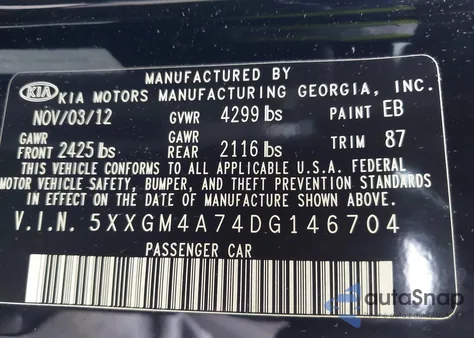 MANUFACTURED BY
KIA KIA MOTORS MANUFACTURING GEORGIA, INC.
NOV/03/12 GVWR 4299 lbs PAINT EB
GAWR FRONT 2425 lbs GAWR REAR 2116 lbs TRIM 87
THIS VEHICLE CONFORMS TO ALL APPLICABLE U.S.A. FEDERAL
MOTOR VEHICLE SAFETY, BUMPER, AND THEFT PREVENTION STANDARDS
IN EFFECT ON THE DATE OF MANUFACTURE SHOWN ABOVE.
V.I.N. 5XXGM4A74DG146704
PASSENGER CAR
autoSnap